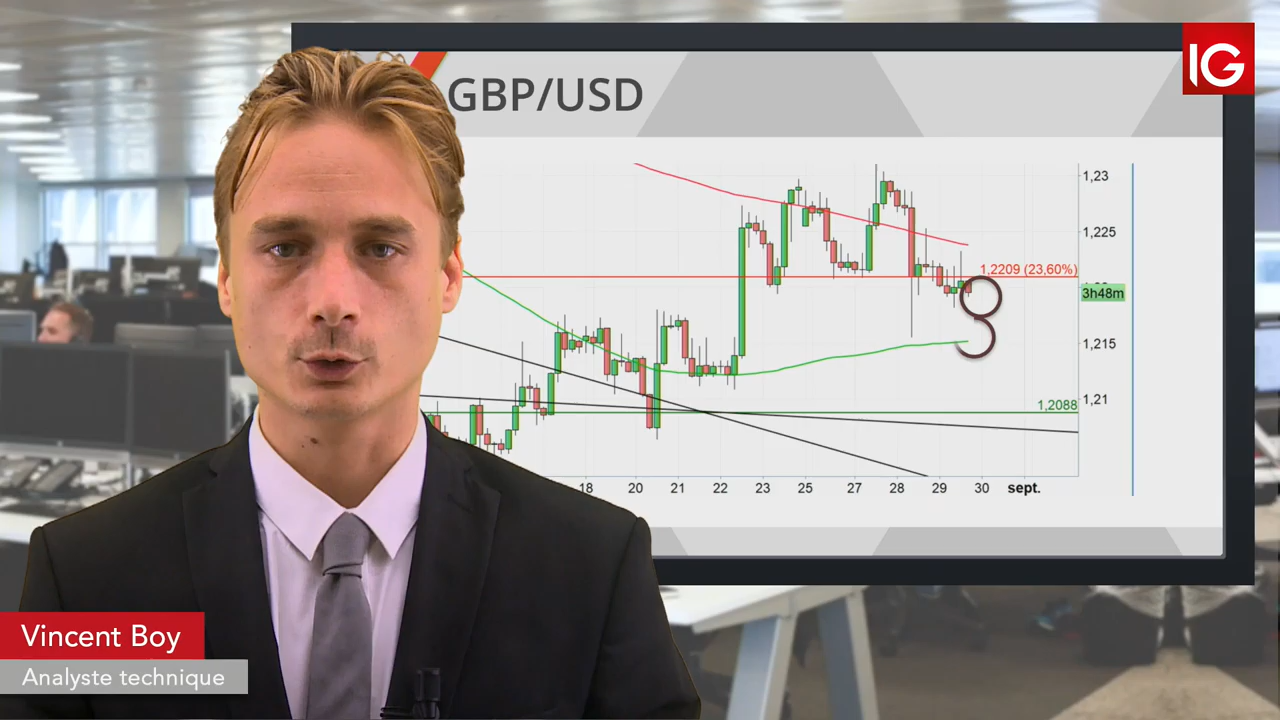 IG
GBP/USD
1,23
1,225
1,2209 (23,60%)
3h48m
1,215
1,2088
1,21
18 20 21 22 23 25 27 28 29 30 sept.
Vincent Boy
Analyste technique